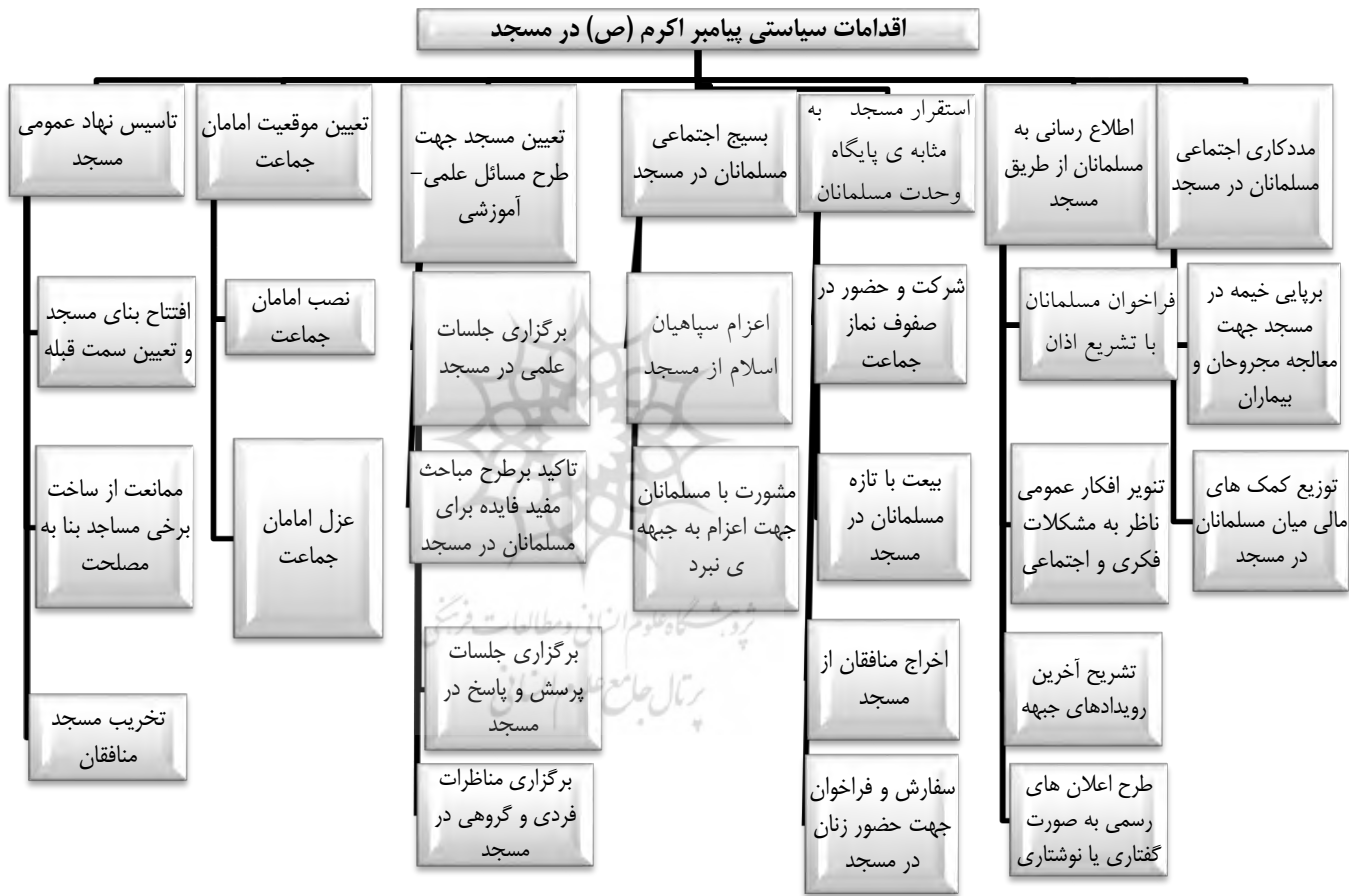 اقدامات سیاستی پیامبر اکرم (ص) در مسجد
مددکاری اجتماعی
مسلمانان در مسجد
برپایی خیمه در
مسجد جهت
معالجه مجروحان و
بیماران
توزیع کمک های
مالی میان مسلمانان
در مسجد
اطلاع رسانی به
مسلمانان از طریق
مسجد
فراخوان مسلمانان
با تشریع اذان
تنویر افکار عمومی
ناظر به مشکلات
فکری و اجتماعی
تشریح آخرین
رویدادهای جبهه
طرح اعلان های
رسمی به صورت
گفتاری یا نوشتاری
استقرار مسجد به
مثابه ی پایگاه
وحدت مسلمانان
شرکت و حضور در
صفوف نماز
جماعت
بیعت با تازه
مسلمانان در
مسجد
اخراج منافقان از
مسجد
سفارش و فراخوان
جهت حضور زنان
در مسجد
بسیج اجتماعی
مسلمانان در مسجد
اعزام سپاهیان
اسلام از مسجد
مشورت با مسلمانان
جهت اعزام به جبهه
ی نبرد
تعیین مسجد جهت
طرح مسائل علمی–
آموزشی
برگزاری جلسات
علمی در مسجد
تاکید برطرح مباحث
مفید فایده برای
مسلمانان در مسجد
برگزاری جلسات
پرسش و پاسخ در
مسجد
برگزاری مناظرات
فردی و گروهی در
مسجد
تعیین موقعیت امامان
جماعت
نصب امامان
جماعت
عزل امامان
جماعت
تاسیس نهاد عمومی
مسجد
افتتاح بنای مسجد
و تعیین سمت قبله
ممانعت از ساخت
برخی مساجد بنا به
مصلحت
تخریب مسجد
منافقان
پژوهشگاه علوم انسانی و مطالعات فرهنگی
پرتال جامع علوم انسانی